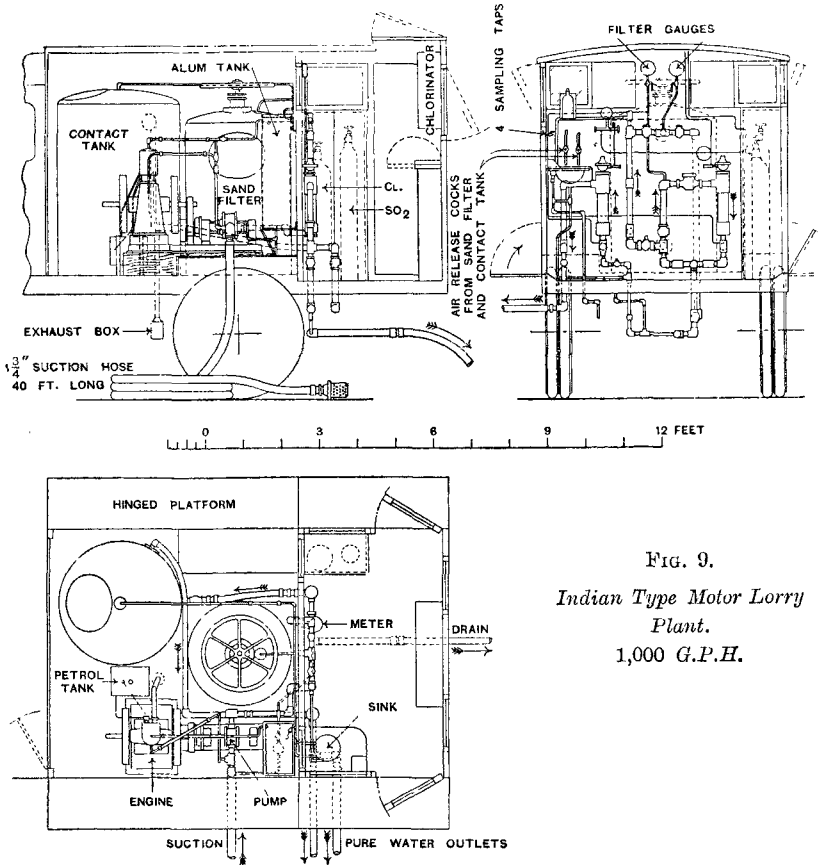 ALUM TANK
CONTACT
TANK
SAND
FILTER
CHLORINATOR
CL.
SO2
EXHAUST BOX
1 3/4" SUCTION HOSE
40 FT. LONG
4 SAMPLING TAPS
AIR RELEASE COCKS
FROM SAND FILTER
AND CONTACT TANK
FILTER GAUGES
0 3 6 9 12 FEET
HINGED PLATFORM
METER
DRAIN
PETROL
TANK
SINK
ENGINE
PUMP
SUCTION
PURE WATER OUTLETS
FIG. 9.
Indian Type Motor Lorry
Plant.
1,000 G.P.H.